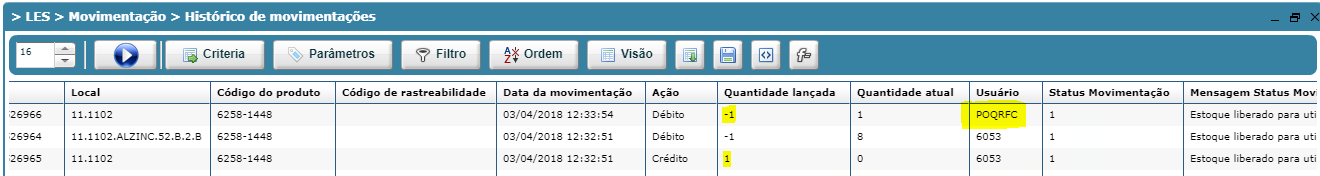 > LES > Movimentação > Histórico de movimentações
16 Criteria Parâmetros Filtro Ordem Visão
Local Código do produto Código de rastreabilidade Data da movimentação Ação Quantidade lançada Quantidade atual Usuário Status Movimentação Mensagem Status Movi
26966 11.1102 6258-1448 03/04/2018 12:33:54 Débito -1 1 POQRFC 1 Estoque liberado para uti
26964 11.1102.ALZINC.52.B.2.B 6258-1448 03/04/2018 12:32:51 Débito -1 8 6053 1 Estoque liberado para uti
26965 11.1102 6258-1448 03/04/2018 12:32:51 Crédito 1 0 6053 1 Estoque liberado para uti